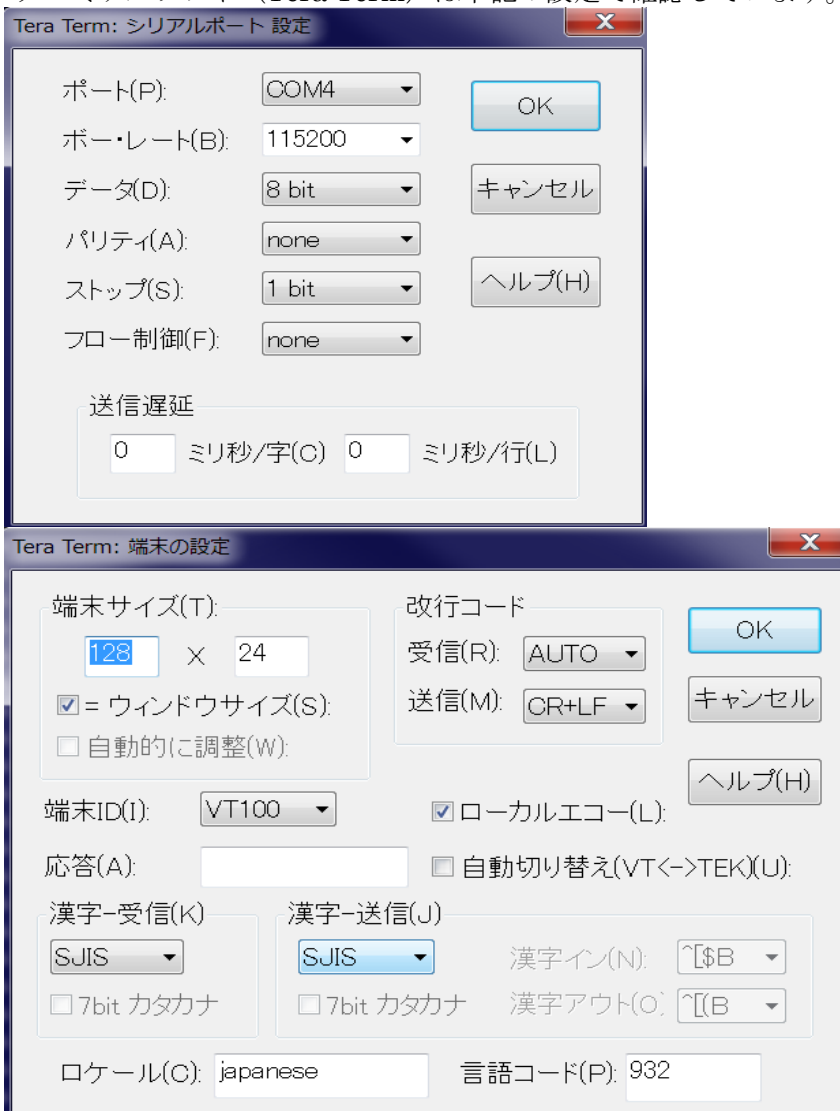 Tera Term: シリアルポート 設定
ポート(P): COM4
OK
ボー・レート(B): 115200
データ(D): 8 bit
キャンセル
パリティ(A): none
ストップ(S): 1 bit
ヘルプ(H)
フロー制御(F): none
送信遅延
0 ミリ秒/字(C) 0 ミリ秒/行(L)
Tera Term: 端末の設定
端末サイズ(T): 改行コード
OK
128 X 24 受信(R): AUTO
= ウィンドウサイズ(S): 送信(M): CR+LF キャンセル
自動的に調整(W):
ヘルプ(H)
端末ID(I): VT100 ローカルエコー(L):
応答(A): 自動切り替え(VT<->TEK)(U):
漢字-受信(K) 漢字-送信(J)
SJIS SJIS 漢字イン(N): ^[$B
7bit カタカナ 7bit カタカナ 漢字アウト(O) ^[(B
ロケール(C): japanese 言語コード(P): 932